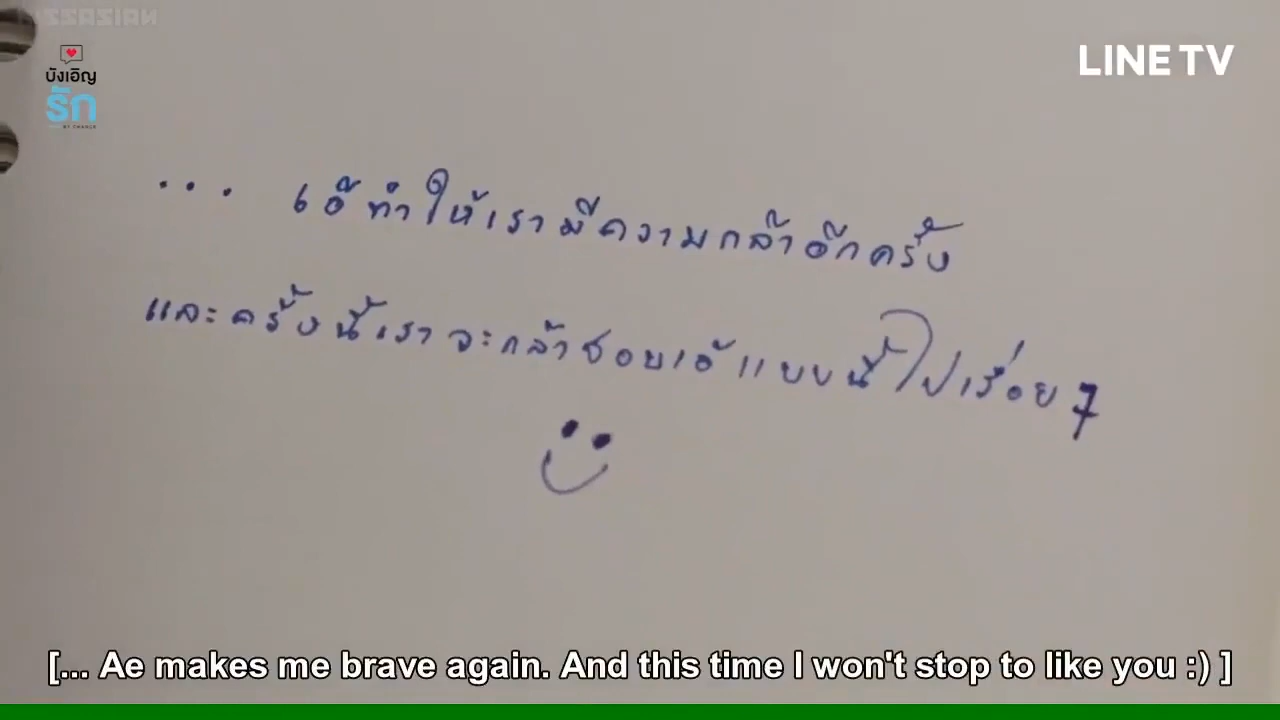 KISSASIAN
บังเอิญ
รัก
BY CHANCE
LINE TV
... เอ้ทำให้เรามีความกล้าอีกครั้ง
และครั้งนี้เราจะกล้าชอบเอ้แบบนี้ไปเรื่อยๆ
[... Ae makes me brave again. And this time I won't stop to like you :) ]